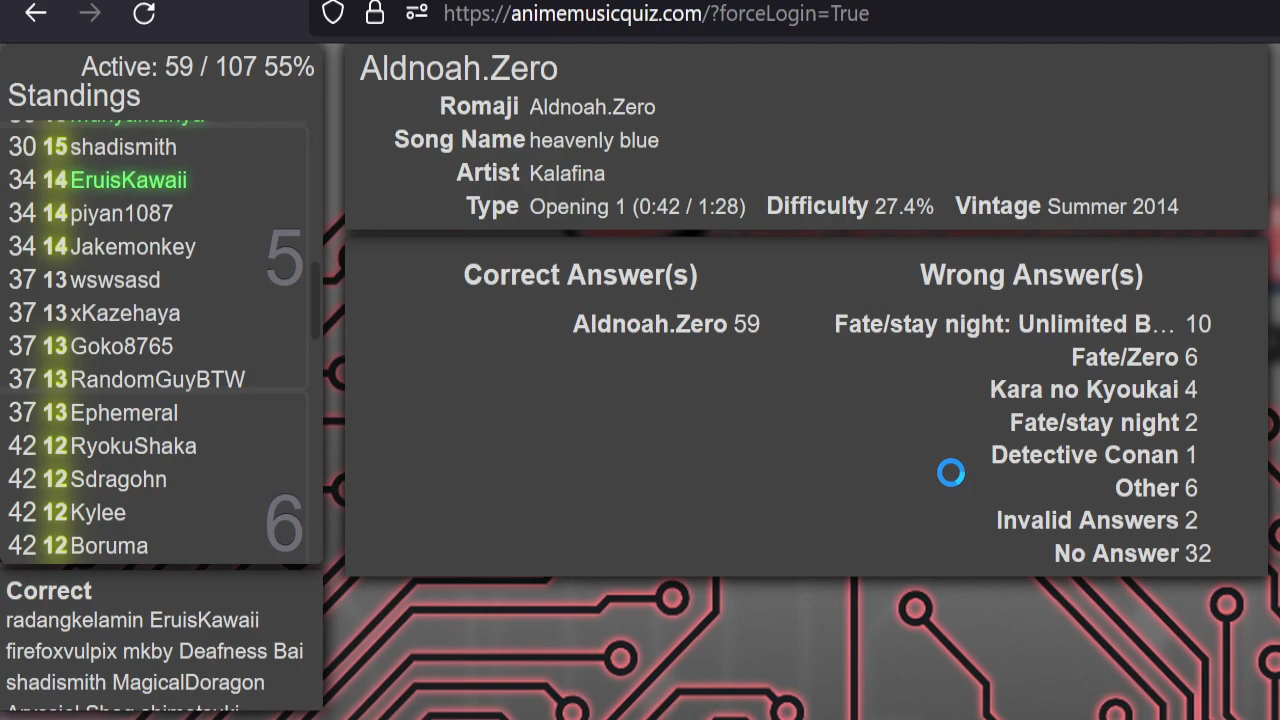 https://animemusicquiz.com/?forceLogin=True
Active: 59 / 107 55%
Standings
30 15 shadismith
34 14 EruisKawaii
34 14 piyan1087
34 14 Jakemonkey
5
37 13 wswsasd
37 13 xKazehaya
37 13 Goko8765
37 13 RandomGuyBTW
37 13 Ephemeral
42 12 RyokuShaka
42 12 Sdragohn
42 12 Kylee
6
42 12 Boruma
Correct
radangkelamin EruisKawaii
firefoxvulpix mkby Deafness Bai
shadismith MagicalDoragon
Aldnoah.Zero
Romaji Aldnoah.Zero
Song Name heavenly blue
Artist Kalafina
Type Opening 1 (0:42 / 1:28) Difficulty 27.4% Vintage Summer 2014
Correct Answer(s)
Aldnoah.Zero 59
Wrong Answer(s)
Fate/stay night: Unlimited B... 10
Fate/Zero 6
Kara no Kyoukai 4
Fate/stay night 2
Detective Conan 1
Other 6
Invalid Answers 2
No Answer 32